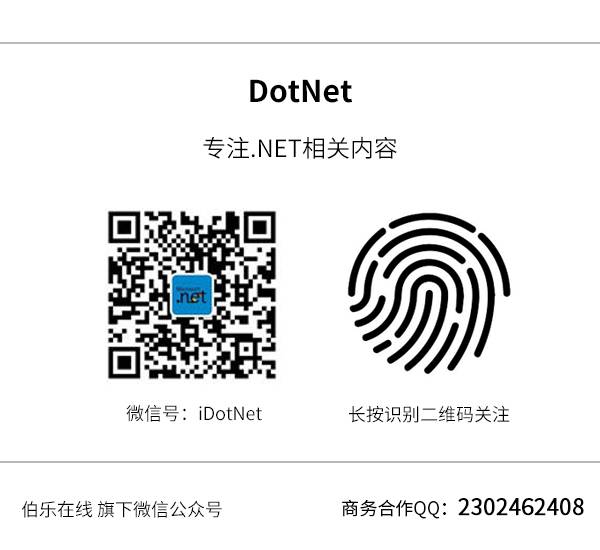 DotNet
专注.NET相关内容
Microsoft
.net
微信号：iDotNet
长按识别二维码关注
伯乐在线 旗下微信公众号
商务合作QQ：2302462408